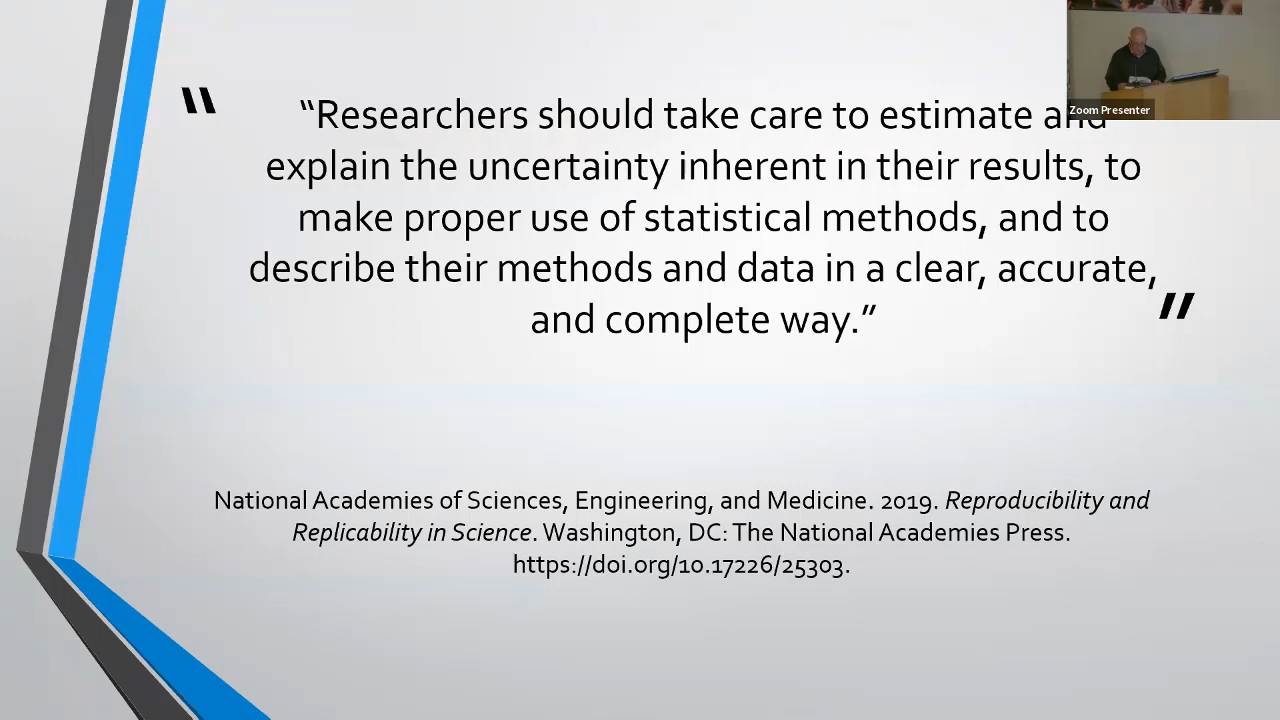 “Researchers should take care to estimate and
explain the uncertainty inherent in their results, to
make proper use of statistical methods, and to
describe their methods and data in a clear, accurate,
and complete way.”
National Academies of Sciences, Engineering, and Medicine. 2019. Reproducibility and
Replicability in Science. Washington, DC: The National Academies Press.
https://doi.org/10.17226/25303.
Zoom Presenter